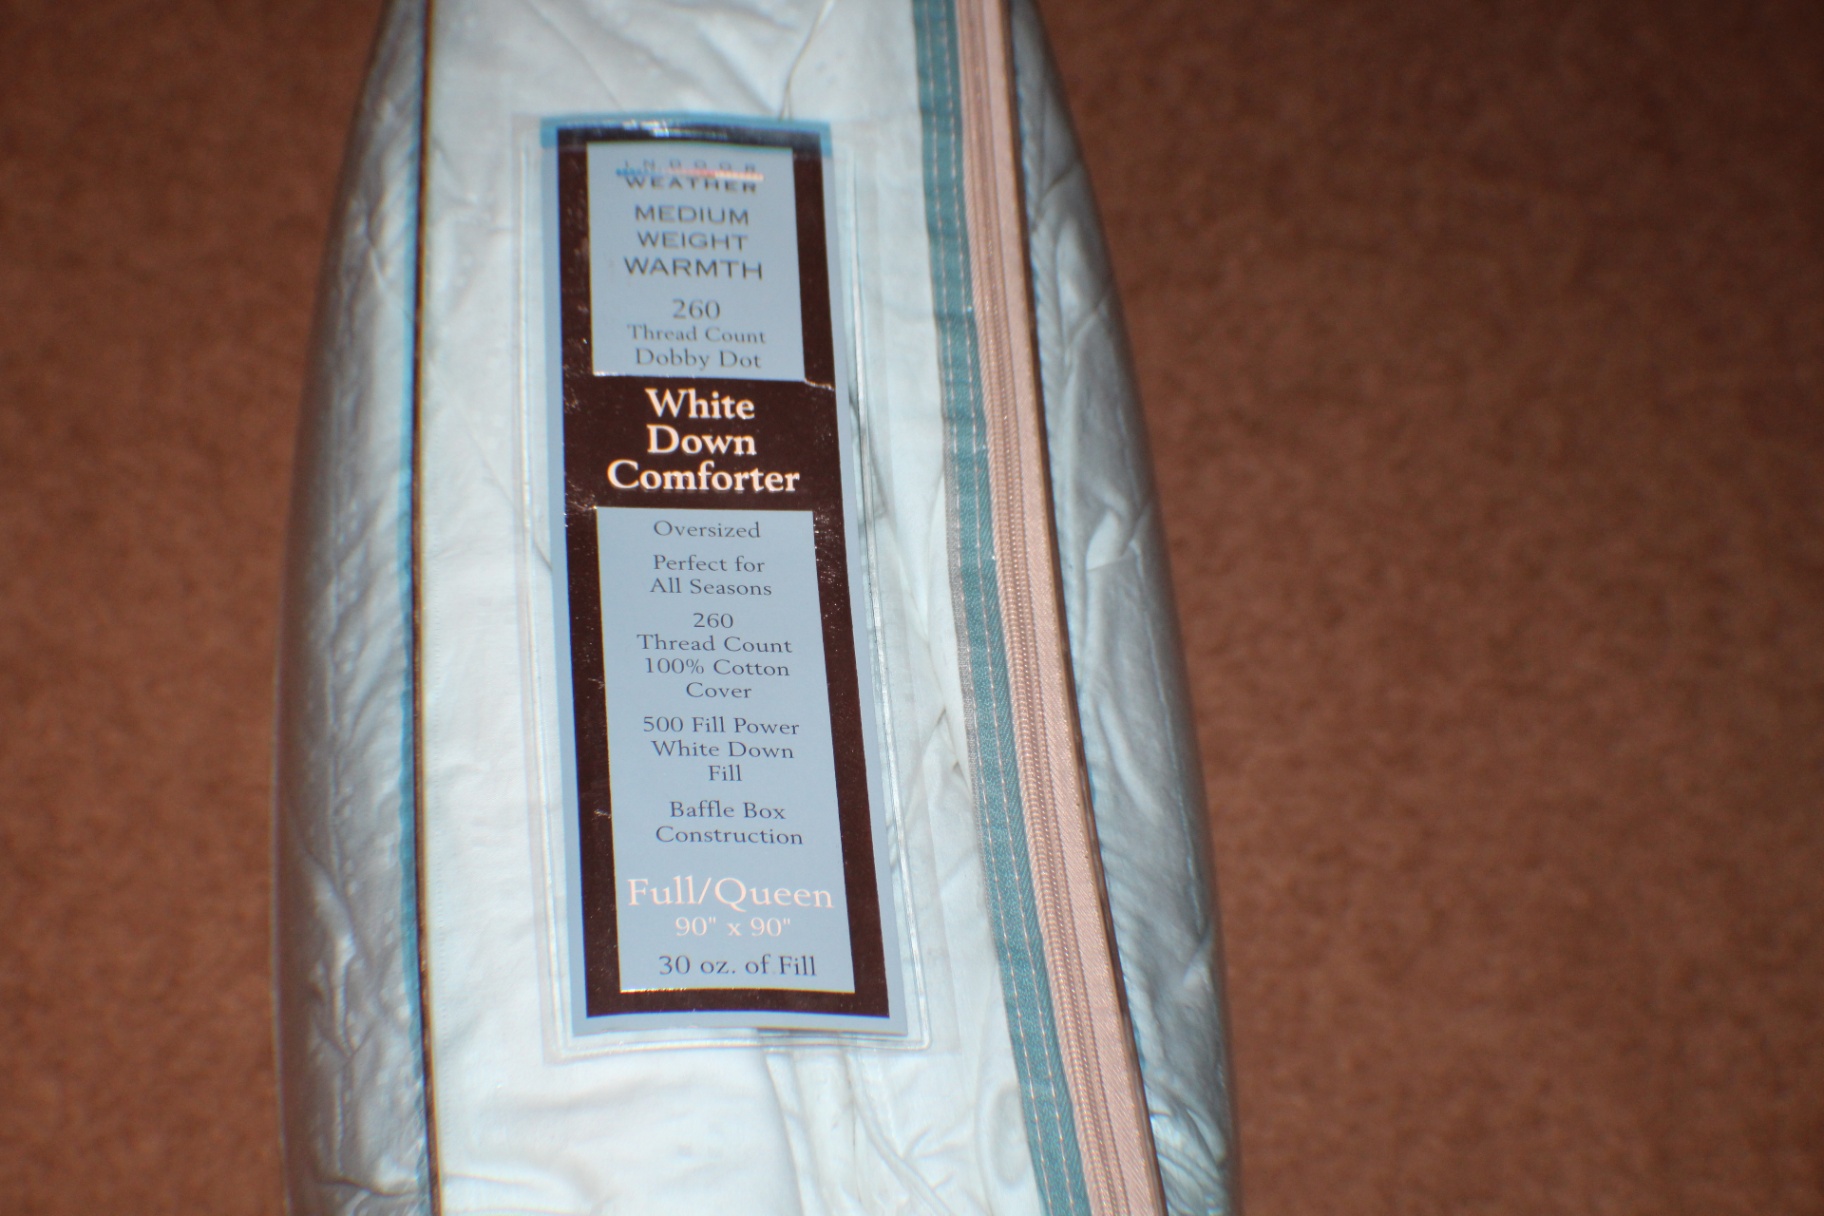 INDOOR
WEATHER
MEDIUM
WEIGHT
WARMTH
260
Thread Count
Dobby Dot
White
Down
Comforter
Oversized
Perfect for
All Seasons
260
Thread Count
100% Cotton
Cover
500 Fill Power
White Down
Fill
Baffle Box
Construction
Full/Queen
90" x 90"
30 oz. of Fill